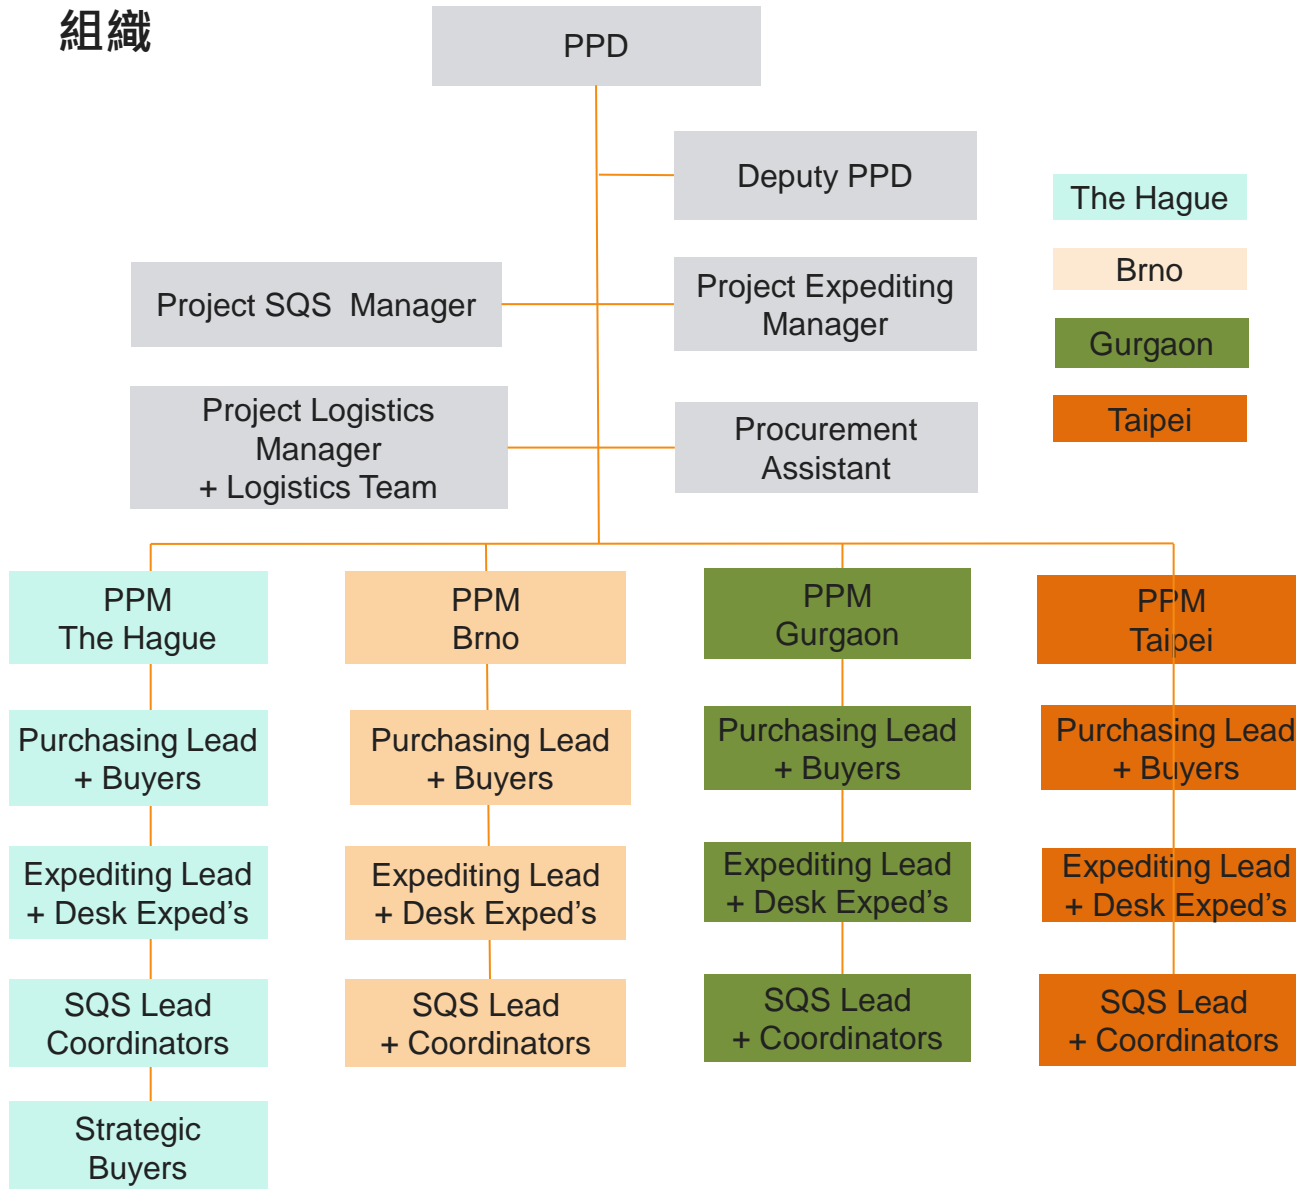 組織
PPD
Deputy PPD
Project SQS  Manager
Project Expediting
Manager
Project Logistics
Manager
+ Logistics Team
Procurement
Assistant
The Hague
Brno
Gurgaon
Taipei
PPM
The Hague
Purchasing Lead
+ Buyers
Expediting Lead
+ Desk Exped’s
SQS Lead
Coordinators
Strategic
Buyers
PPM
Brno
Purchasing Lead
+ Buyers
Expediting Lead
+ Desk Exped’s
SQS Lead
+ Coordinators
PPM
Gurgaon
Purchasing Lead
+ Buyers
Expediting Lead
+ Desk Exped’s
SQS Lead
+ Coordinators
PPM
Taipei
Purchasing Lead
+ Buyers
Expediting Lead
+ Desk Exped’s
SQS Lead
+ Coordinators